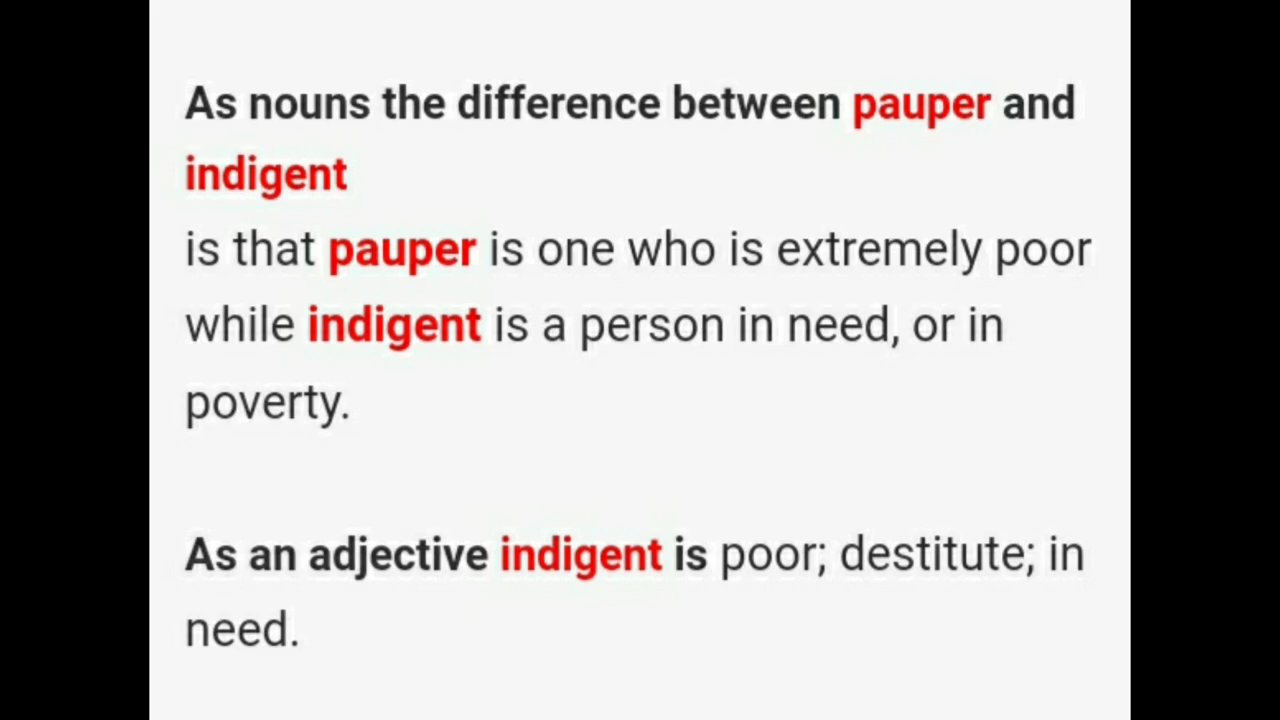 As nouns the difference between pauper and
indigent
is that pauper is one who is extremely poor
while indigent is a person in need, or in
poverty.
As an adjective indigent is poor; destitute; in
need.